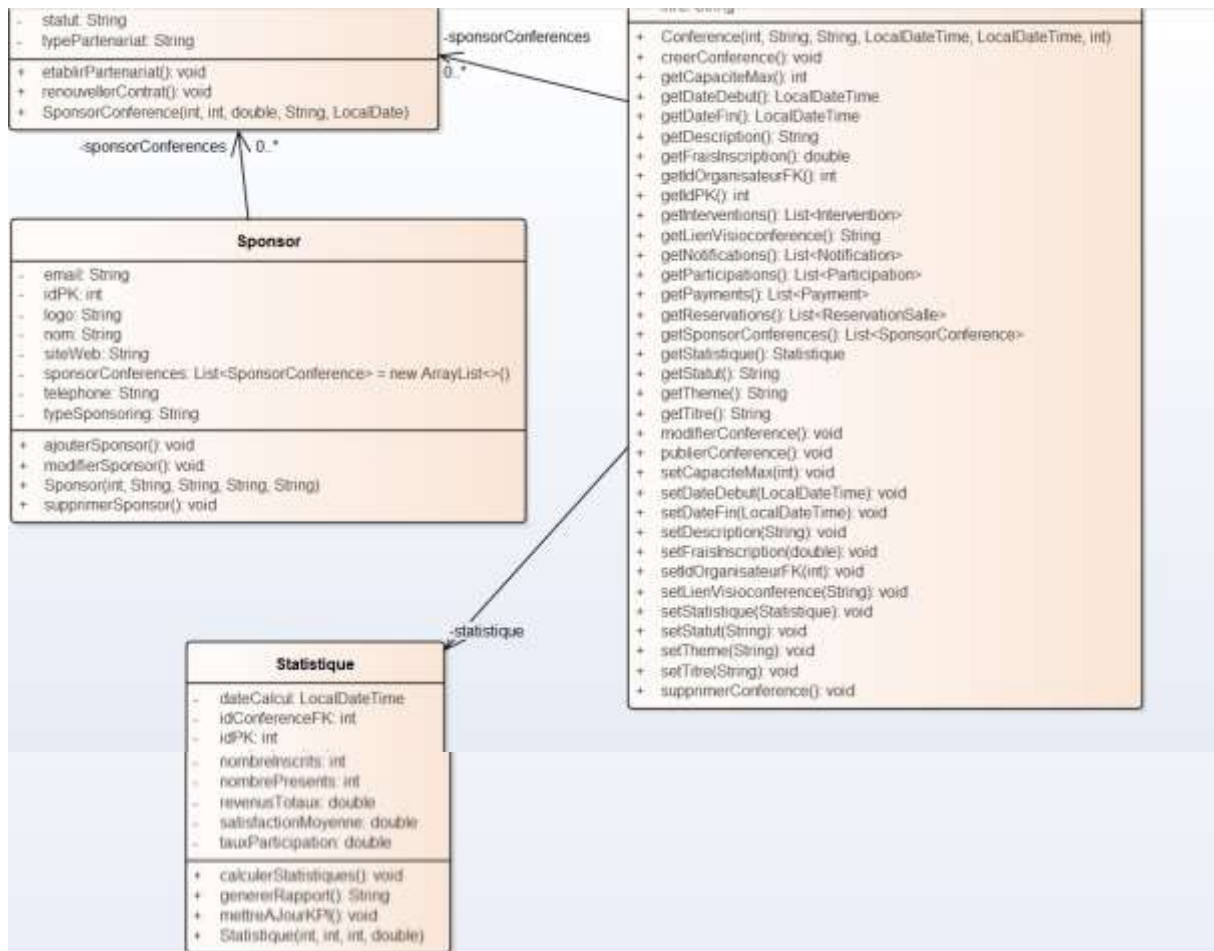 - statut: String
- typePartenariat: String
+ etablirPartenariat(): void
+ renouvellerContrat(): void
+ SponsorConference(int, int, double, String, LocalDate)
-sponsorConferences
0..*
-sponsorConferences
0..*
Sponsor
- email: String
- idPK: int
- logo: String
- nom: String
- siteWeb: String
- sponsorConferences: List<SponsorConference> = new ArrayList<>()
- telephone: String
- typeSponsoring: String
+ ajouterSponsor(): void
+ modifierSponsor(): void
+ Sponsor(int, String, String, String, String)
+ supprimerSponsor(): void
+ Conference(int, String, String, LocalDateTime, LocalDateTime, int)
+ creerConference(): void
+ getCapaciteMax(): int
+ getDateDebut(): LocalDateTime
+ getDateFin(): LocalDateTime
+ getDescription(): String
+ getFraisInscription(): double
+ getIdOrganisateurFK(): int
+ getIdPK(): int
+ getInterventions(): List<Intervention>
+ getLienVisioconference(): String
+ getNotifications(): List<Notification>
+ getParticipations(): List<Participation>
+ getPayments(): List<Payment>
+ getReservations(): List<ReservationSalle>
+ getSponsorConferences(): List<SponsorConference>
+ getStatistique(): Statistique
+ getStatut(): String
+ getTheme(): String
+ getTitre(): String
+ modifierConference(): void
+ publierConference(): void
+ setCapaciteMax(int): void
+ setDateDebut(LocalDateTime): void
+ setDateFin(LocalDateTime): void
+ setDescription(String): void
+ setFraisInscription(double): void
+ setIdOrganisateurFK(int): void
+ setLienVisioconference(String): void
+ setStatistique(Statistique): void
+ setStatut(String): void
+ setTheme(String): void
+ setTitre(String): void
+ supprimerConference(): void
-statistique
Statistique
- dateCalcul: LocalDateTime
- idConferenceFK: int
- idPK: int
- nombreInscrits: int
- nombrePresents: int
- revenusTotaux: double
- satisfactionMoyenne: double
- tauxParticipation: double
+ calculerStatistiques(): void
+ genererRapport(): String
+ mettreAJourKPI(): void
+ Statistique(int, int, int, double)